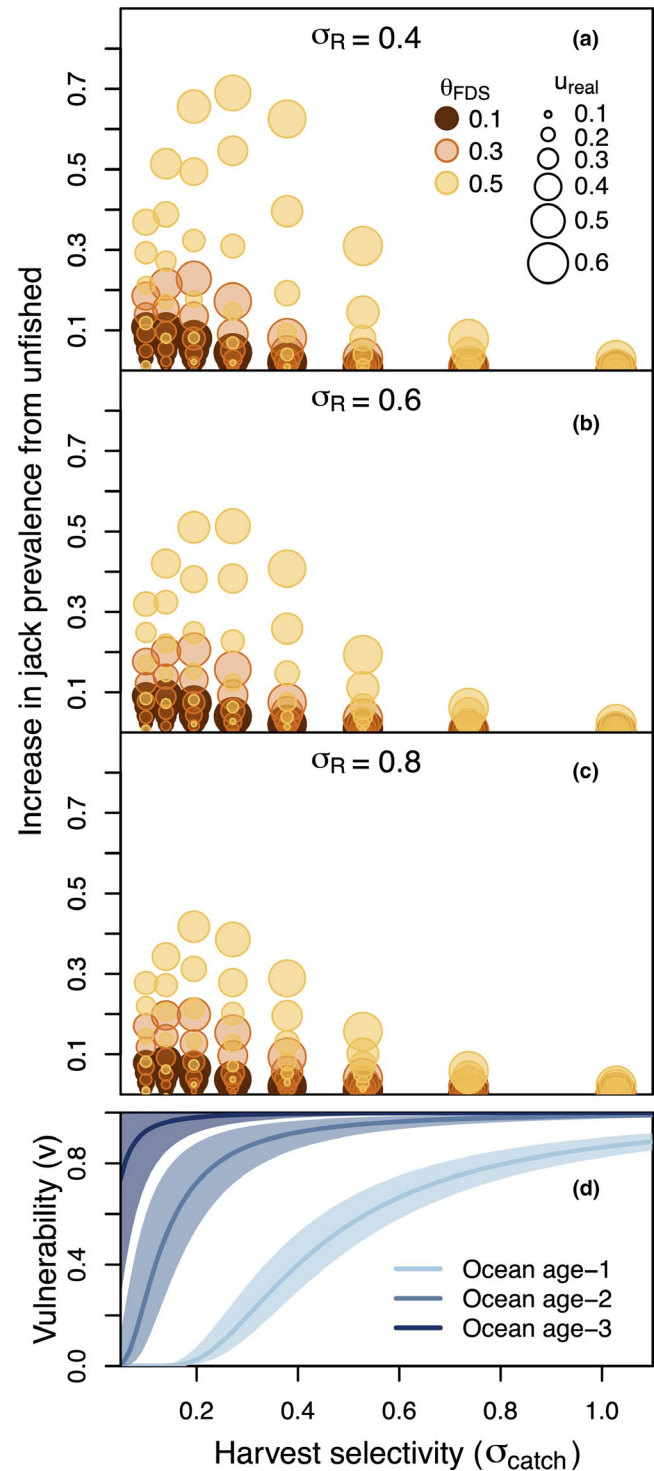 σR = 0.4
(a)
θFDS
0.1
0.3
0.5
ureal
0.1
0.2
0.3
0.4
0.5
0.6
0.7
0.5
0.3
0.1
Increase in jack prevalence from unfished
σR = 0.6
(b)
0.7
0.5
0.3
0.1
σR = 0.8
(c)
0.7
0.5
0.3
0.1
Vulnerability (v)
0.8
0.4
0.0
(d)
Ocean age−1
Ocean age−2
Ocean age−3
0.2 0.4 0.6 0.8 1.0
Harvest selectivity (σcatch)